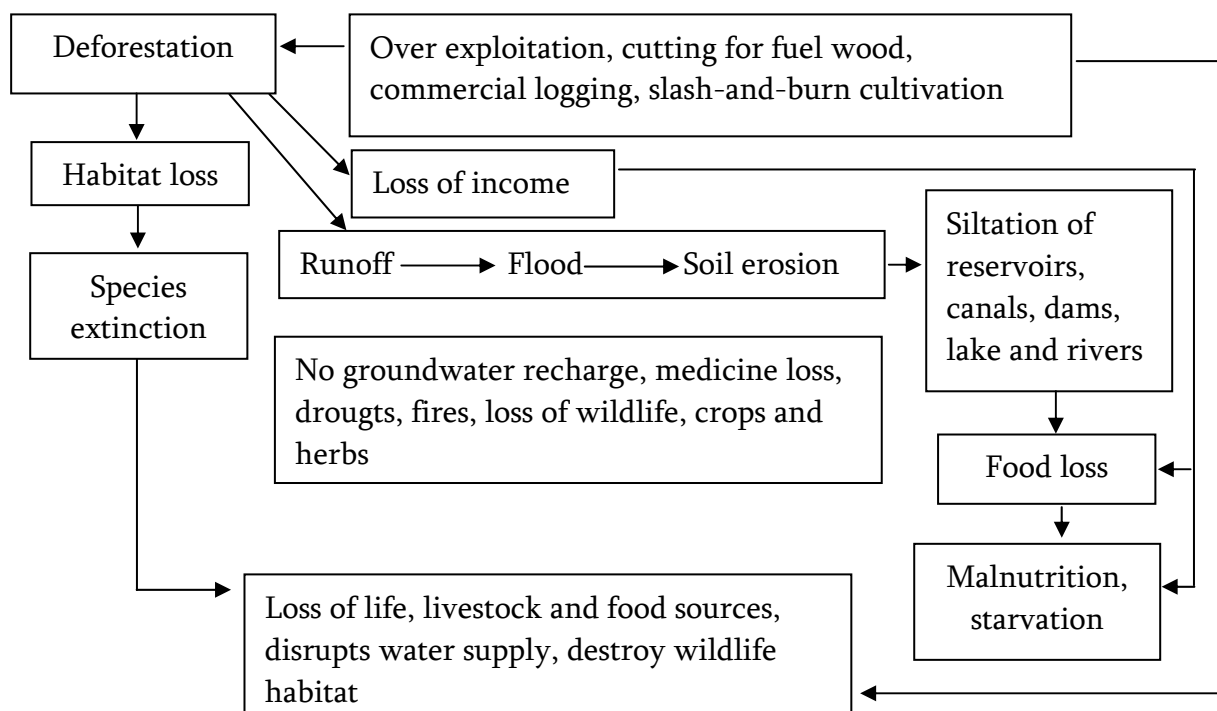 Deforestation
Over exploitation, cutting for fuel wood,
commercial logging, slash-and-burn cultivation
Habitat loss
Loss of income
Species
extinction
Runoff Flood Soil erosion
Siltation of
reservoirs,
canals, dams,
lake and rivers
No groundwater recharge, medicine loss,
drougts, fires, loss of wildlife, crops and
herbs
Food loss
Malnutrition,
starvation
Loss of life, livestock and food sources,
disrupts water supply, destroy wildlife
habitat